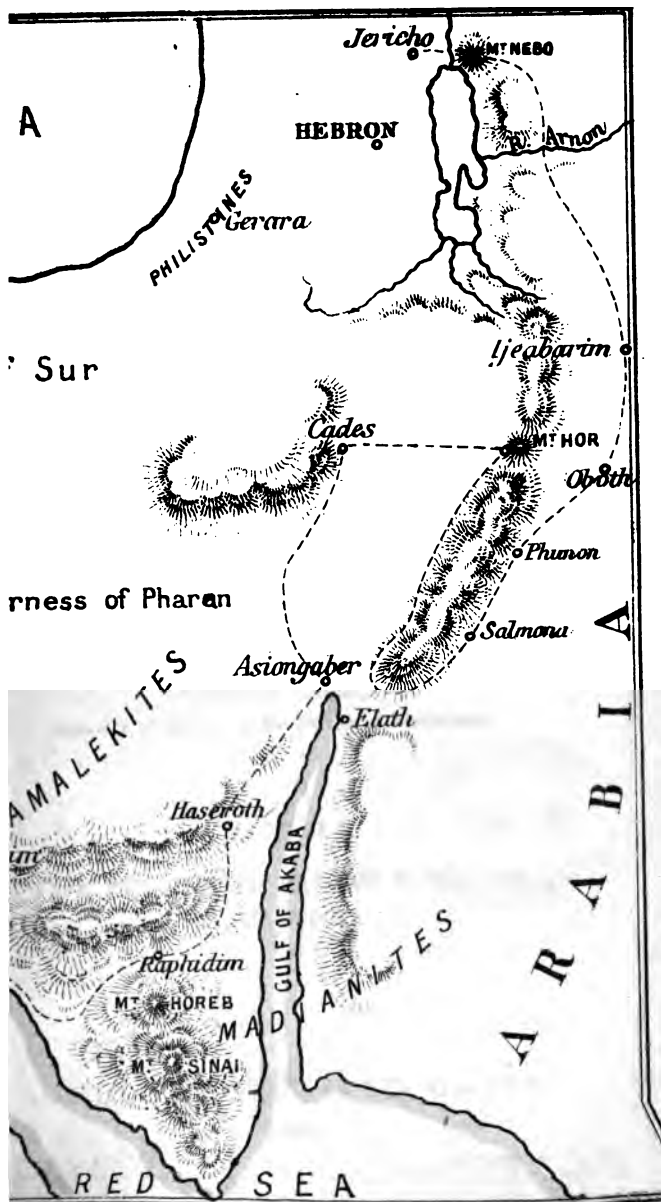 Jericho
Mt NEBO
A
HEBRON
R. Arnon
PHILISTINES
Gerara
Ijeabarim
Sur
Cades
Mt HOR
Oboth
Phunon
rness of Pharan
Salmona
Asiongaber
Elath
AMALEKITES
Haseroth
GULF OF AKABA
ARABIA
Raphidim
Mt HOREB
MADIANITES
Mt SINAI
RED SEA